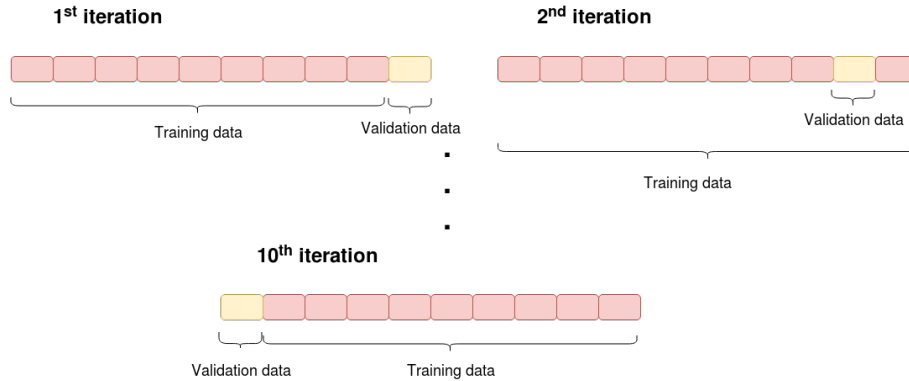 1st iteration
2nd iteration
Training data
Validation data
Validation data
Training data
10th iteration
Validation data
Training data